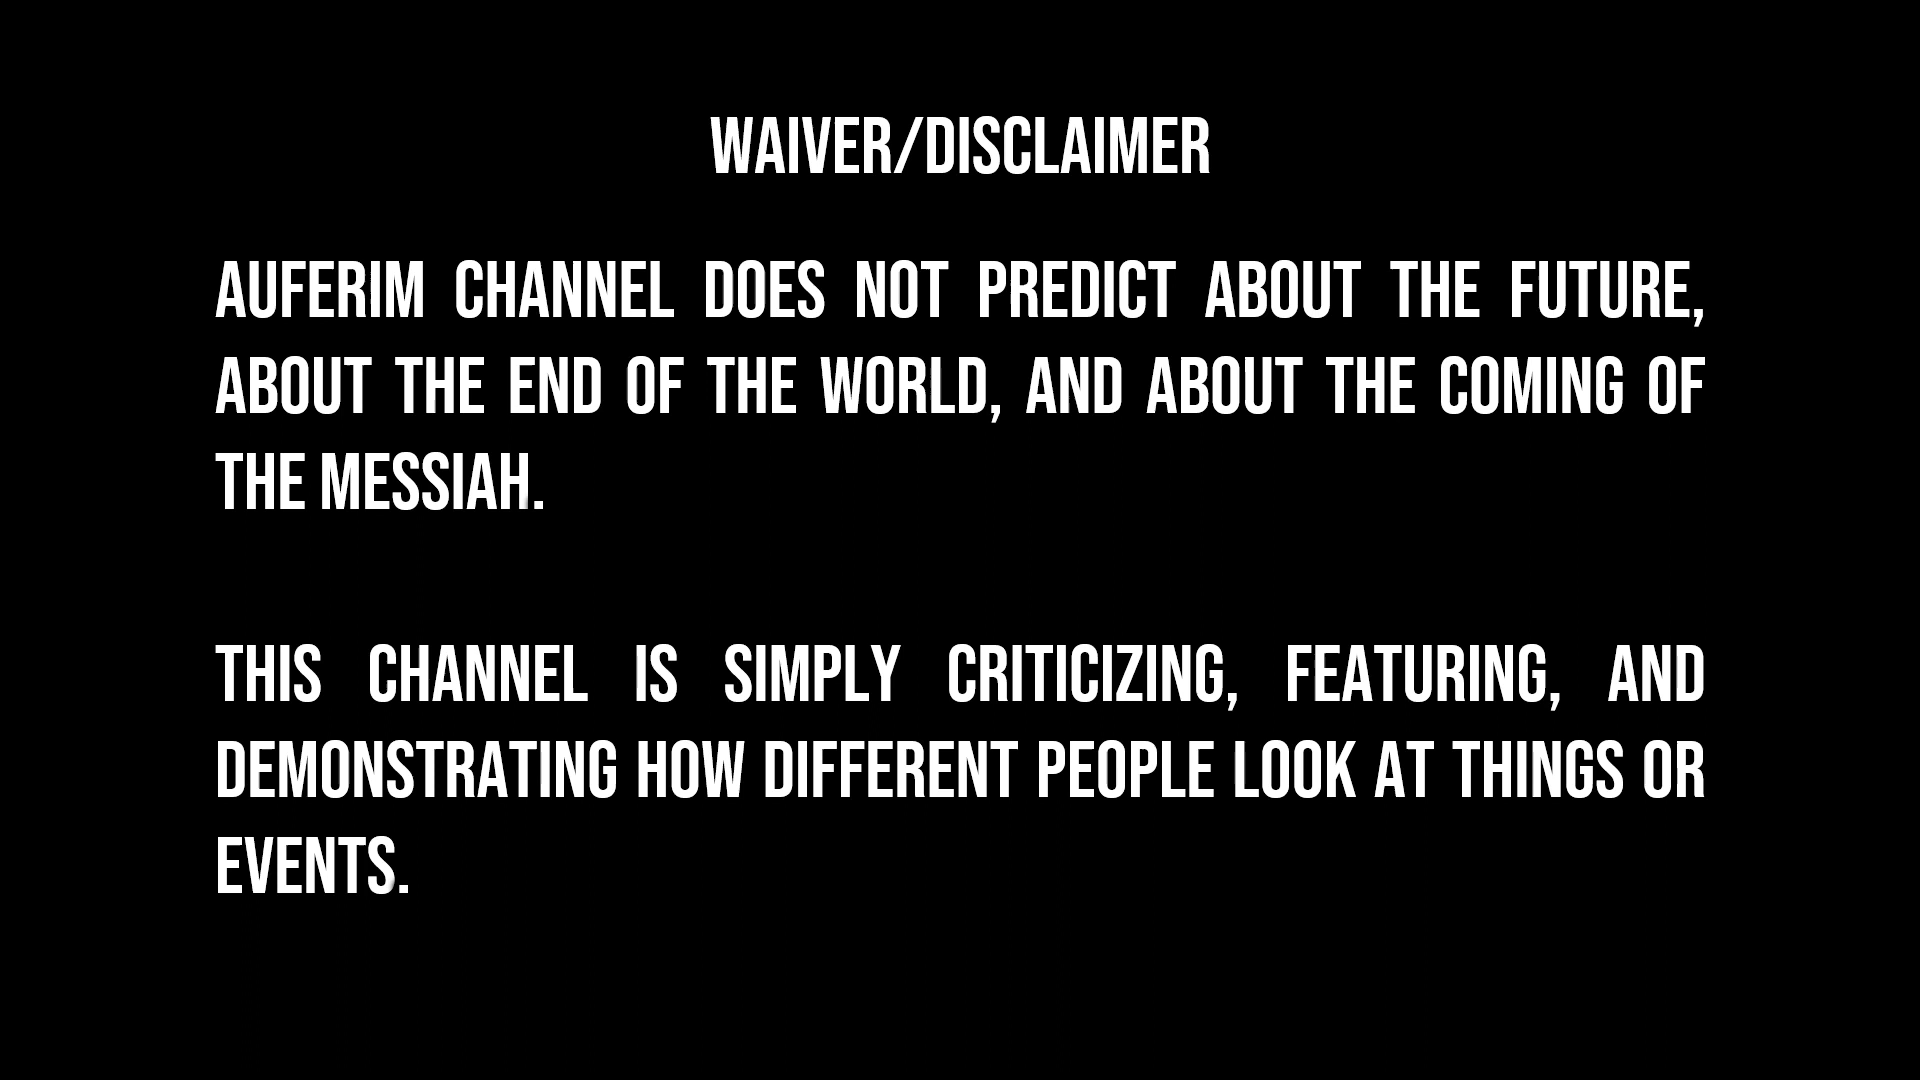 WAIVER/DISCLAIMER
AUFERIM CHANNEL DOES NOT PREDICT ABOUT THE FUTURE,
ABOUT THE END OF THE WORLD, AND ABOUT THE COMING OF
THE MESSIAH.
THIS CHANNEL IS SIMPLY CRITICIZING, FEATURING, AND
DEMONSTRATING HOW DIFFERENT PEOPLE LOOK AT THINGS OR
EVENTS.